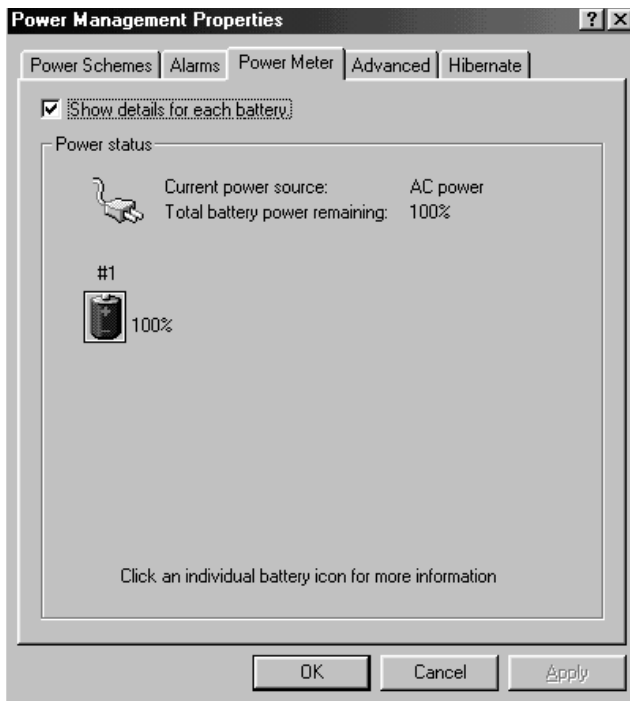 Power Management Properties
Power Schemes Alarms Power Meter Advanced Hibernate
Show details for each battery.
Power status
Current power source: AC power
Total battery power remaining: 100%
#1
100%
Click an individual battery icon for more information
OK Cancel Apply